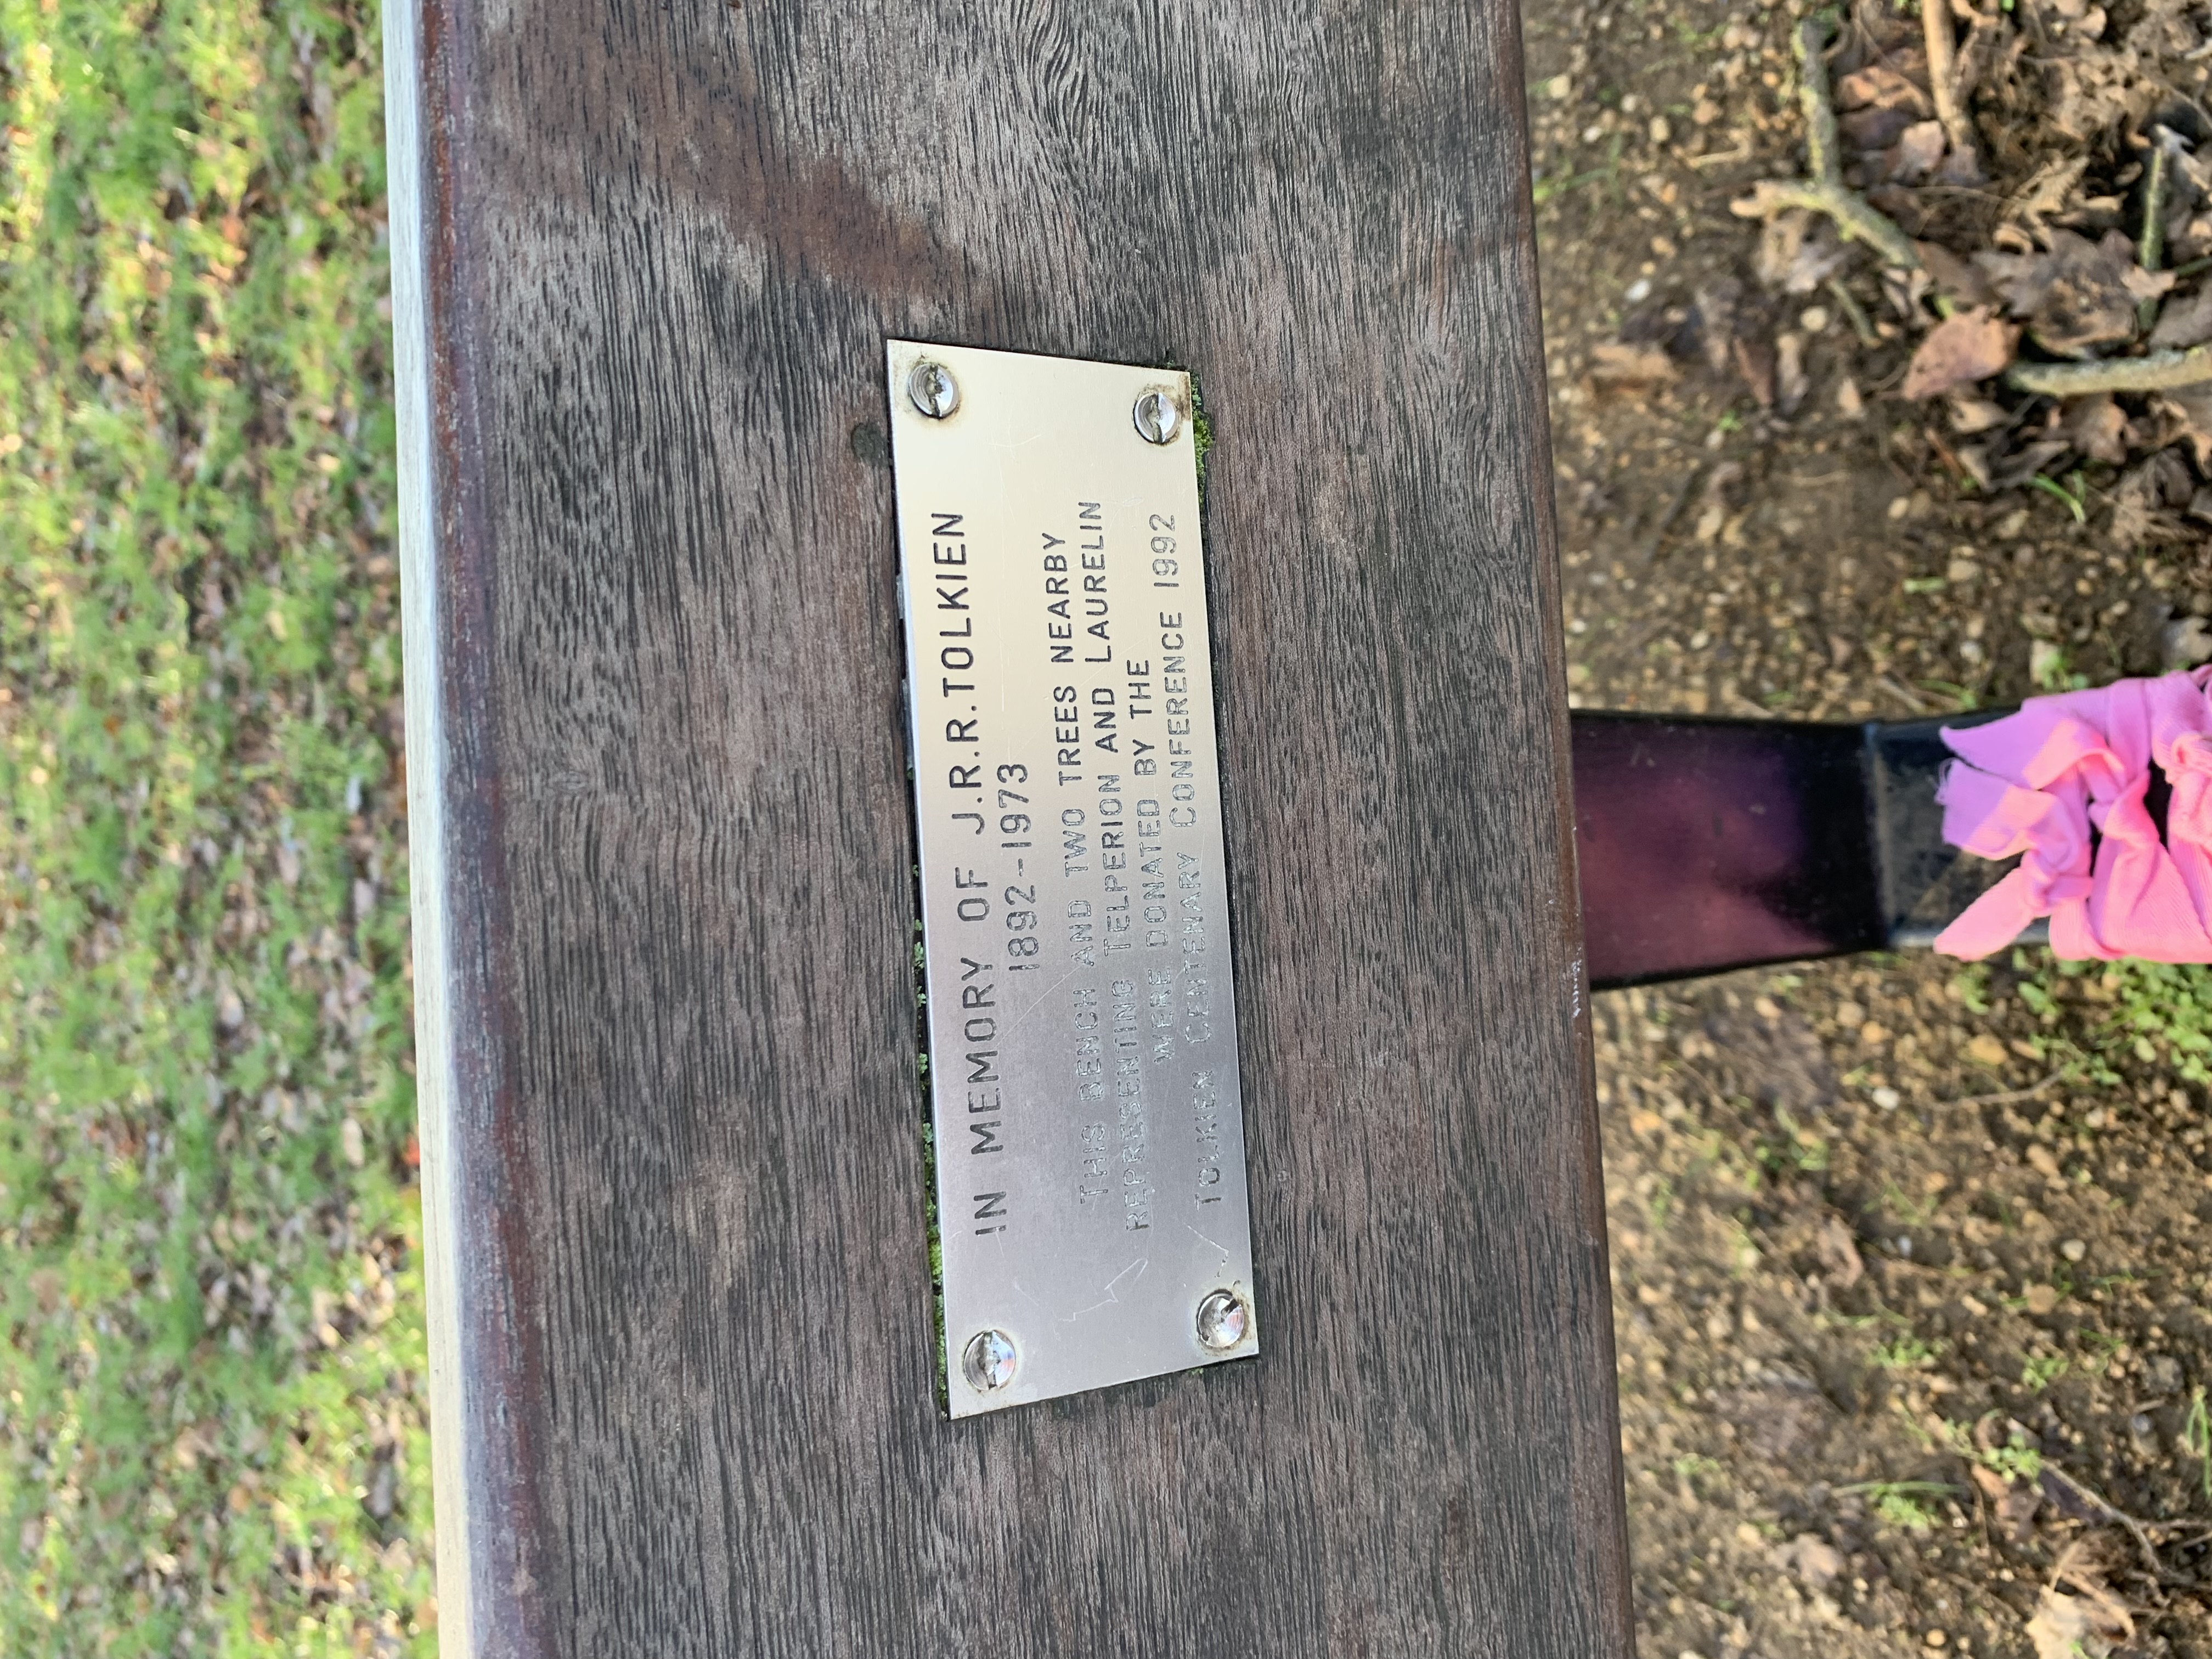 IN MEMORY OF J.R.R.TOLKIEN
1892-1973
THIS BENCH AND TWO TREES NEARBY
REPRESENTING TELPERION AND LAURELIN
WERE DONATED BY THE
TOLKIEN CENTENARY CONFERENCE 1992